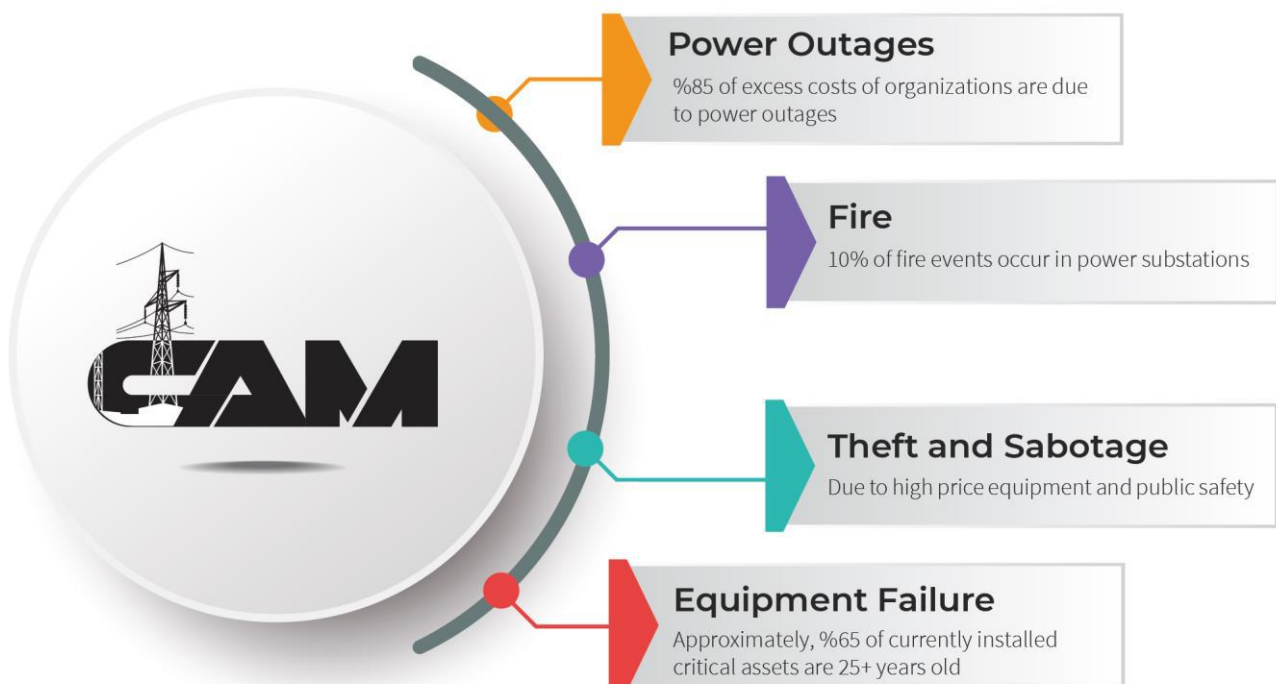 CAM
Power Outages
%85 of excess costs of organizations are due
to power outages
Fire
10% of fire events occur in power substations
Theft and Sabotage
Due to high price equipment and public safety
Equipment Failure
Approximately, %65 of currently installed
critical assets are 25+ years old